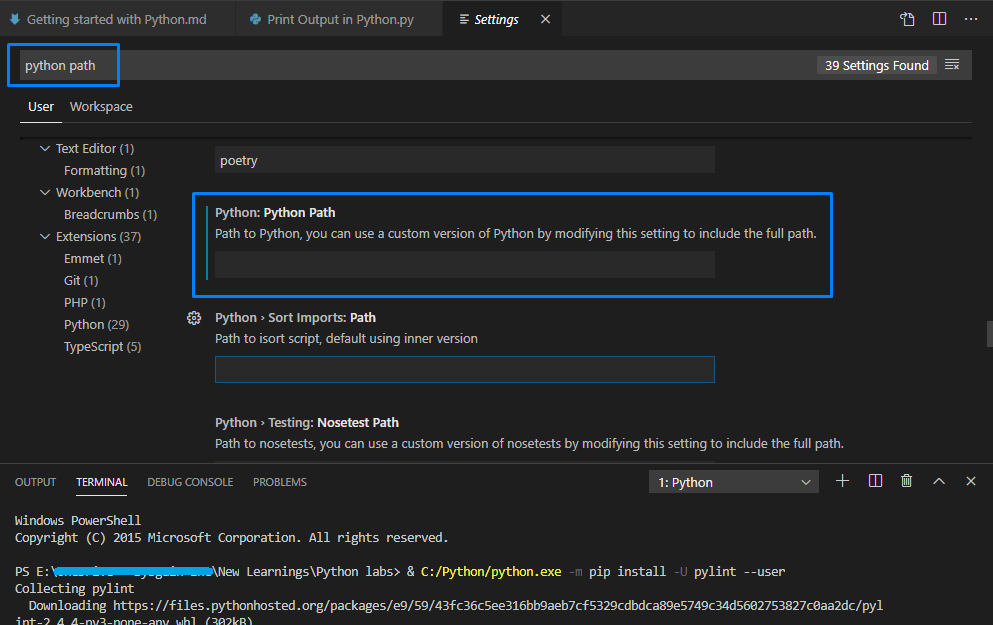 Getting started with Python.md
Print Output in Python.py
Settings
python path
39 Settings Found
User
Workspace
Text Editor (1)
Formatting (1)
Workbench (1)
Breadcrumbs (1)
Extensions (37)
Emmet (1)
Git (1)
PHP (1)
Python (29)
TypeScript (5)
poetry
Python: Python Path
Path to Python, you can use a custom version of Python by modifying this setting to include the full path.
Python › Sort Imports: Path
Path to isort script, default using inner version
Python › Testing: Nosetest Path
Path to nosetests, you can use a custom version of nosetests by modifying this setting to include the full path.
OUTPUT
TERMINAL
DEBUG CONSOLE
PROBLEMS
1: Python
Windows PowerShell
Copyright (C) 2015 Microsoft Corporation. All rights reserved.
PS E:\ \New Learnings\Python labs> & C:/Python/python.exe -m pip install -U pylint --user
Collecting pylint
Downloading https://files.pythonhosted.org/packages/e9/59/43fc36c5ee316bb9aeb7cf5329cdbdca89e5749c34d5602753827c0aa2dc/pyl
int-2.4.4-py3-none-any.whl (302kB)